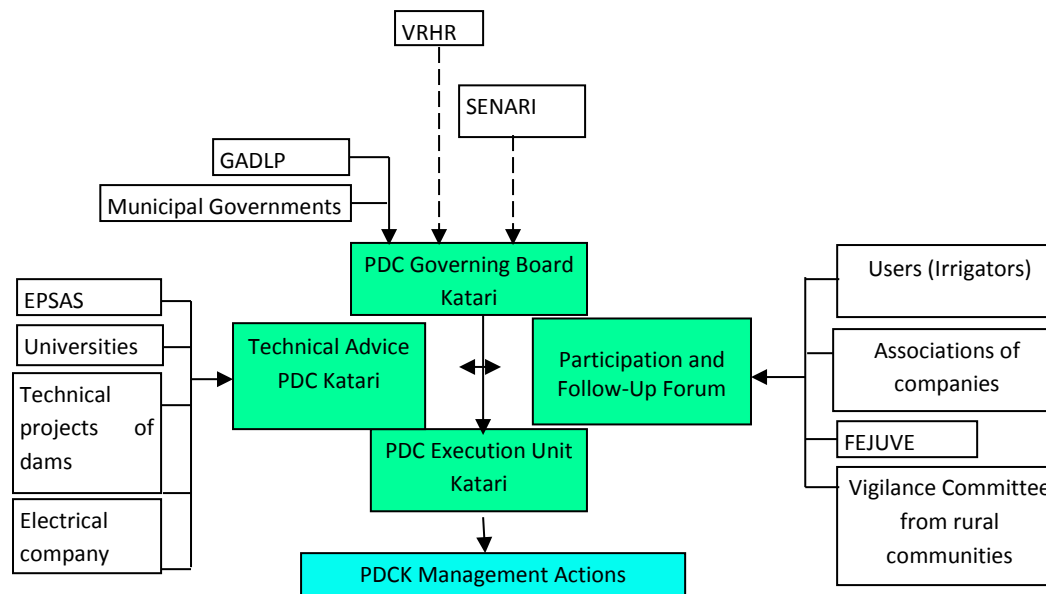 VRHR
SENARI
GADLP
Municipal Governments
PDC Governing Board
Katari
EPSAS
Universities
Technical
projects of
dams
Electrical
company
Technical Advice
PDC Katari
Participation and
Follow-Up Forum
Users (Irrigators)
Associations of
companies
FEJUVE
Vigilance Committee
from rural
communities
PDC Execution Unit
Katari
PDCK Management Actions